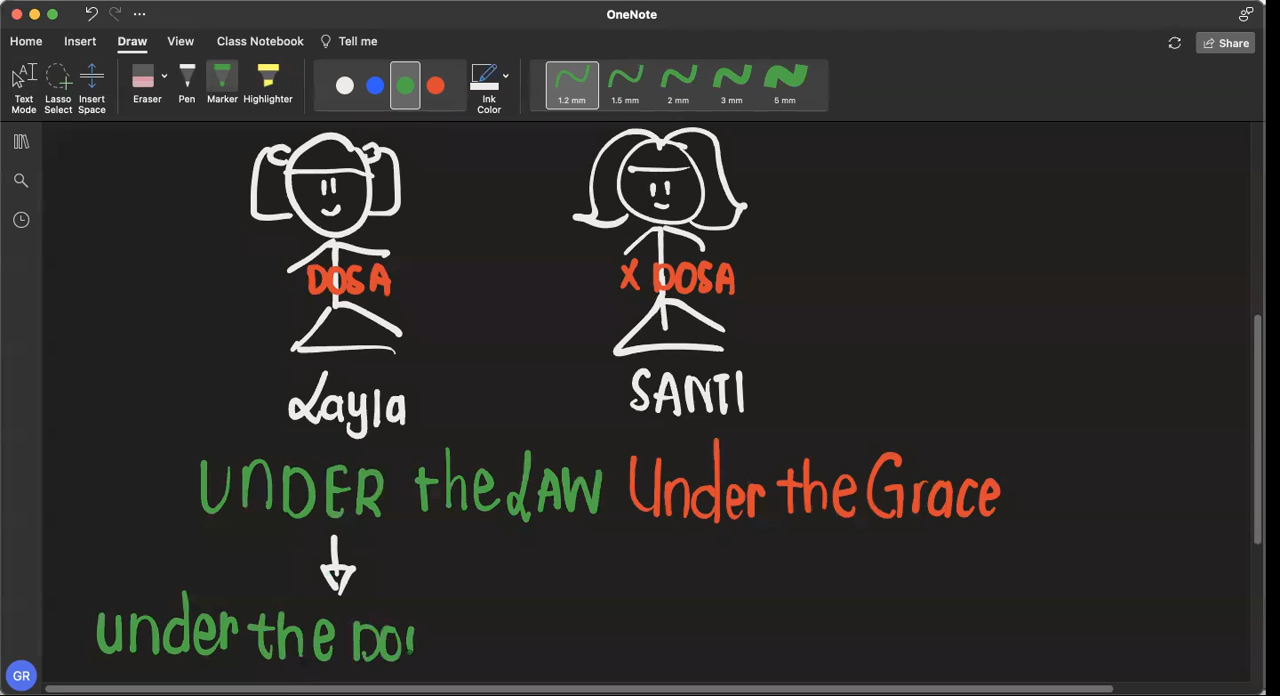 OneNote
Home Insert Draw View Class Notebook Tell me
Share
Text Mode
Lasso Select
Insert Space
Eraser
Pen
Marker
Highlighter
Ink Color
1.2 mm
1.5 mm
2 mm
3 mm
5 mm
DOSA
X DOSA
Layla
SANTI
UNDER the LAW Under the Grace
under the
GR